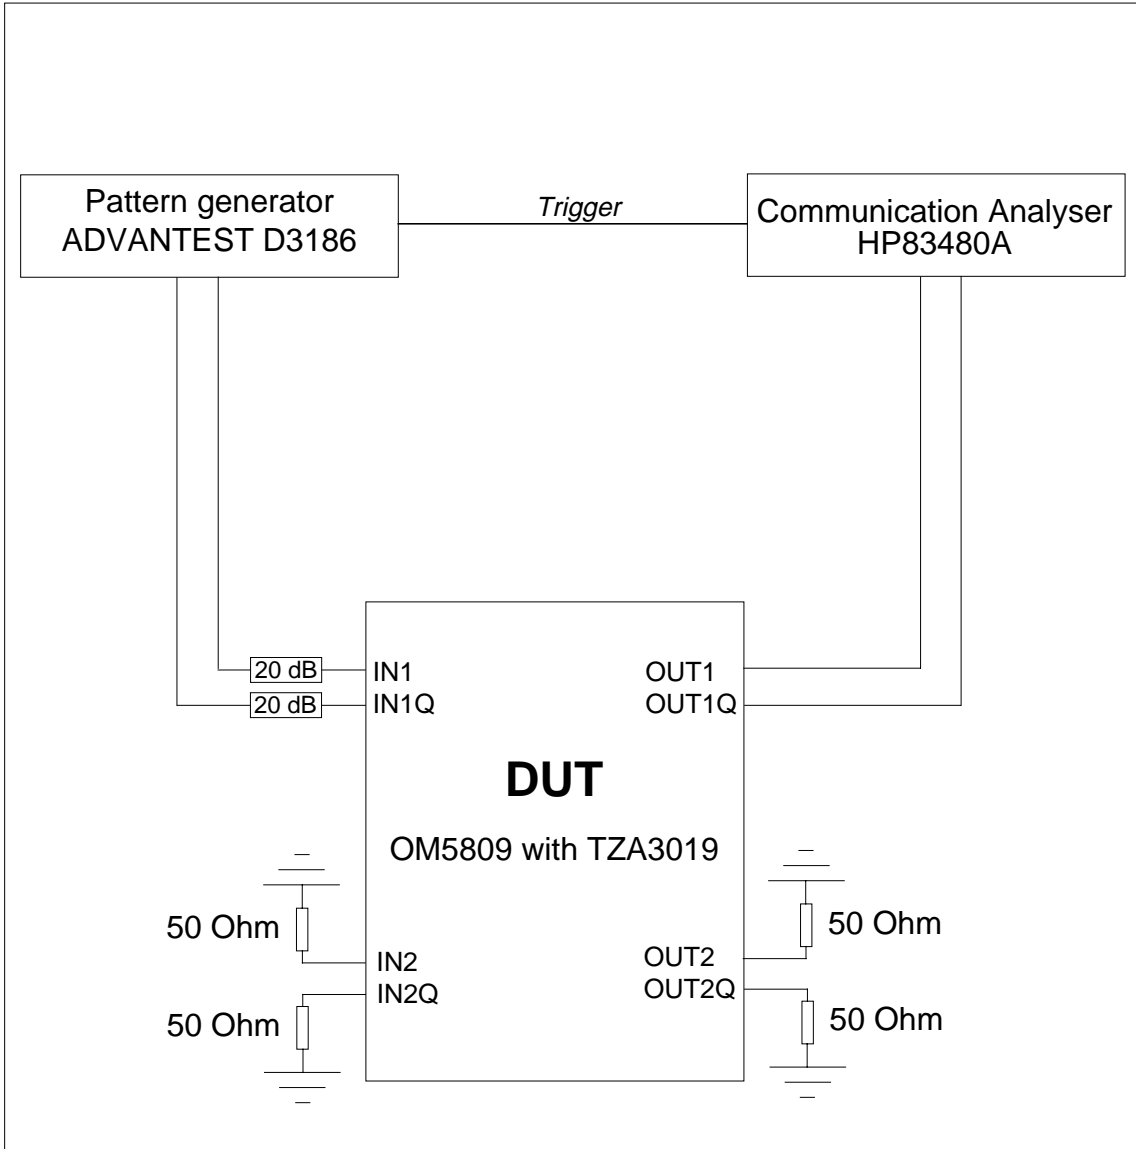 Pattern generator
ADVANTEST D3186
Trigger
Communication Analyser
HP83480A
20 dB
20 dB
IN1
IN1Q
OUT1
OUT1Q
DUT
OM5809 with TZA3019
50 Ohm
50 Ohm
IN2
IN2Q
OUT2
OUT2Q
50 Ohm
50 Ohm